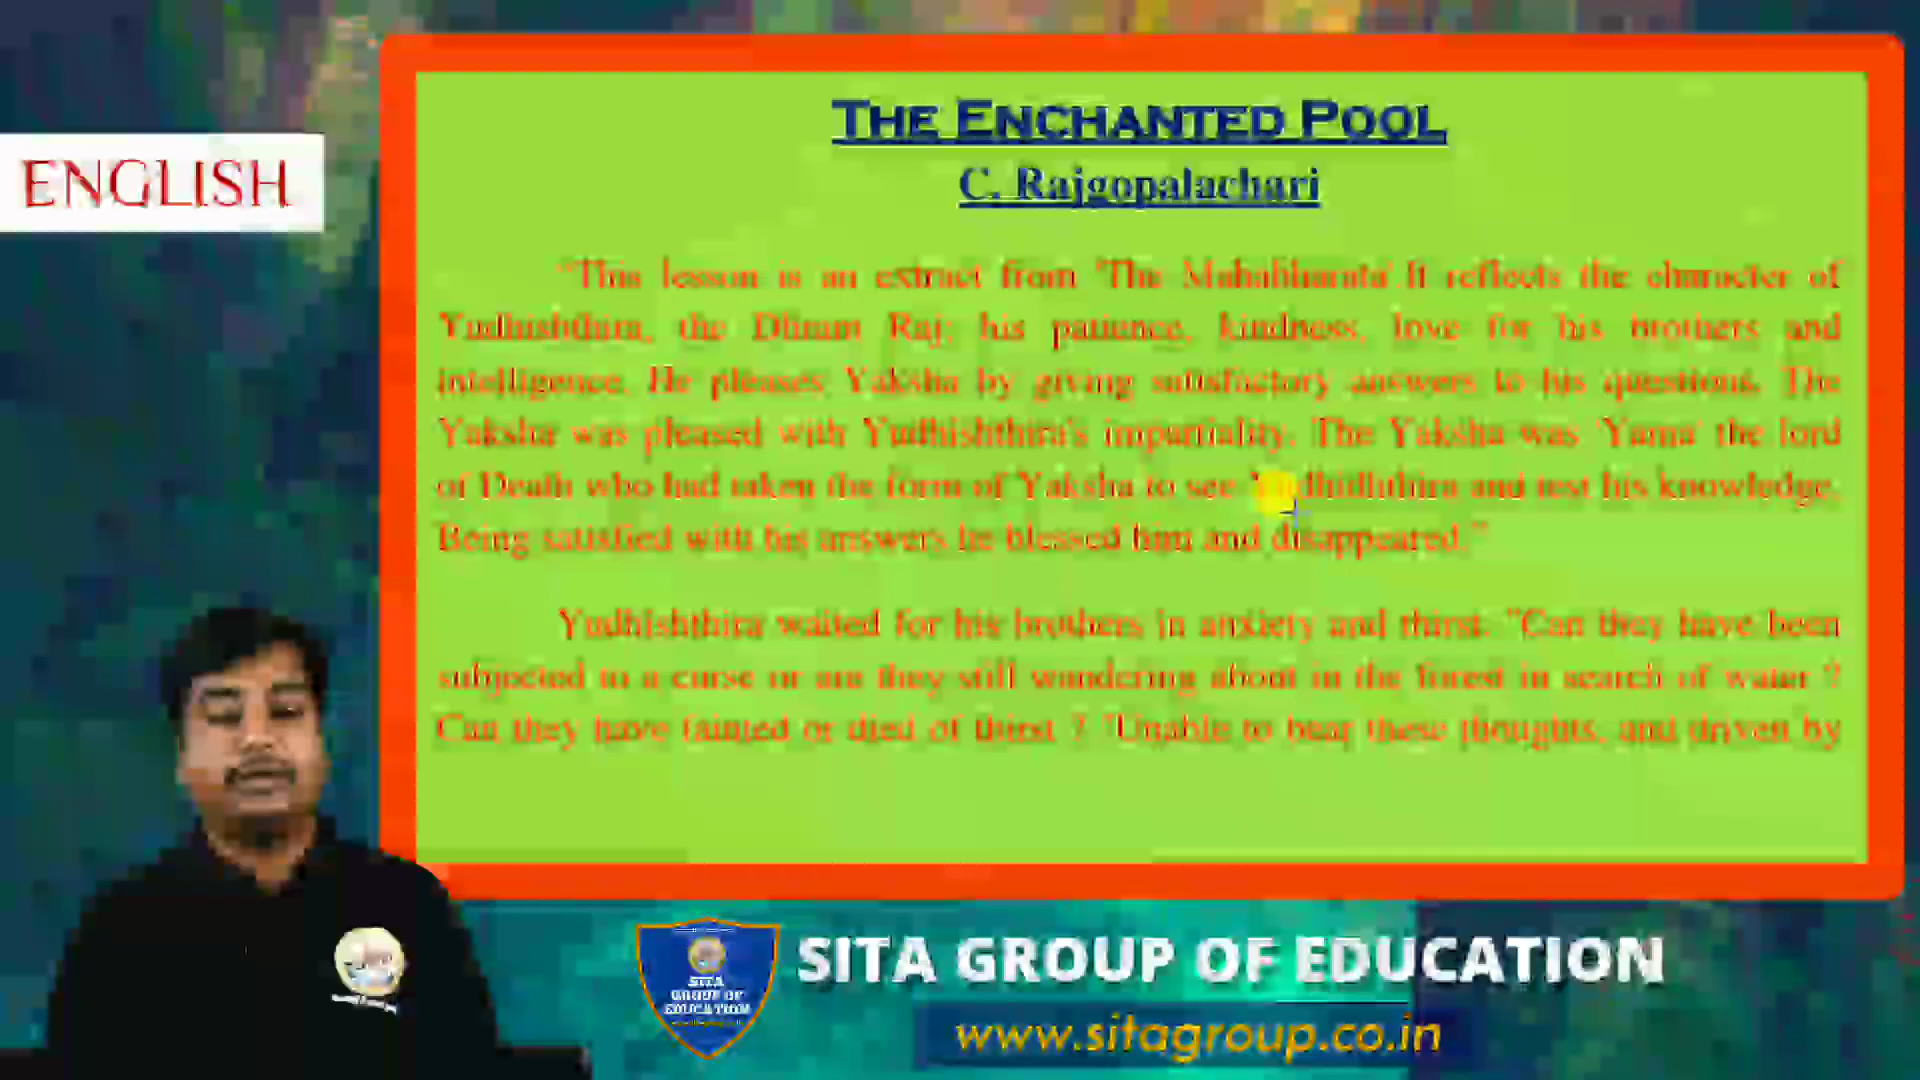 ENGLISH
THE ENCHANTED POOL
C. Rajgopalachari
"This lesson is an extract from 'The Mahabharata' It reflects the character of
Yudhishthira, the Dhram Raj; his patience, kindness, love for his brothers and
intelligence. He pleases Yaksha by giving satisfactory answers to his questions. The
Yaksha was pleased with Yudhishthira's impartiality. The Yaksha was 'Yama' the lord
of Death who had taken the form of Yaksha to see and test his knowledge.
Being satisfied with his answers he blessed him and disappeared."
Yudhishthira waited for his brothers in anxiety and thirst. "Can they have been
subjected to a curse or are they still wandering about in the forest in search of water ?
Can they have fainted or died of thirst ? "Unable to bear these thoughts, and driven by
SITA
GROUP OF
EDUCATION
SITA GROUP OF EDUCATION
www.sitagroup.co.in